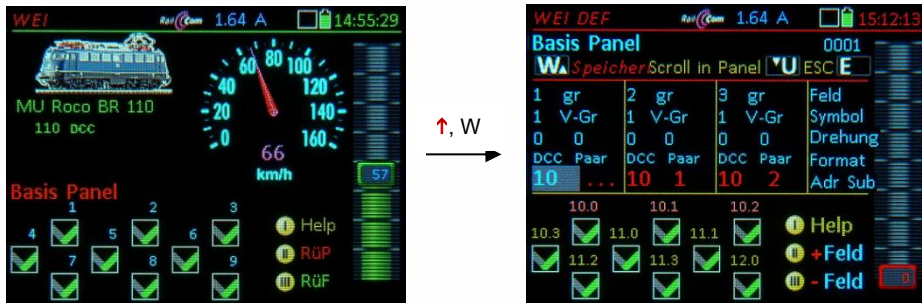 WEI RailCom 1.64 A 14:55:29
MU Roco BR 110
110 DCC
0 20 40 60 80 100 120 140 160
66
km/h
57
Basis Panel
1 2 3
4 5 6
7 8 9
I Help
II RüP
III RüF
↑, W
WEI DEF RailCom 1.64 A 15:12:13
Basis Panel 0001
W▲ Speichern Scroll in Panel ▼U ESC E
1 gr 2 gr 3 gr Feld
1 V-Gr 1 V-Gr 1 V-Gr Symbol
0 0 0 0 0 0 Drehung
DCC Paar DCC Paar DCC Paar Format
10 ... 10 1 10 2 Adr Sub
10.0 10.1 10.2
10.3 11.0 11.1
11.2 11.3 12.0
I Help
II +Feld
III - Feld
0